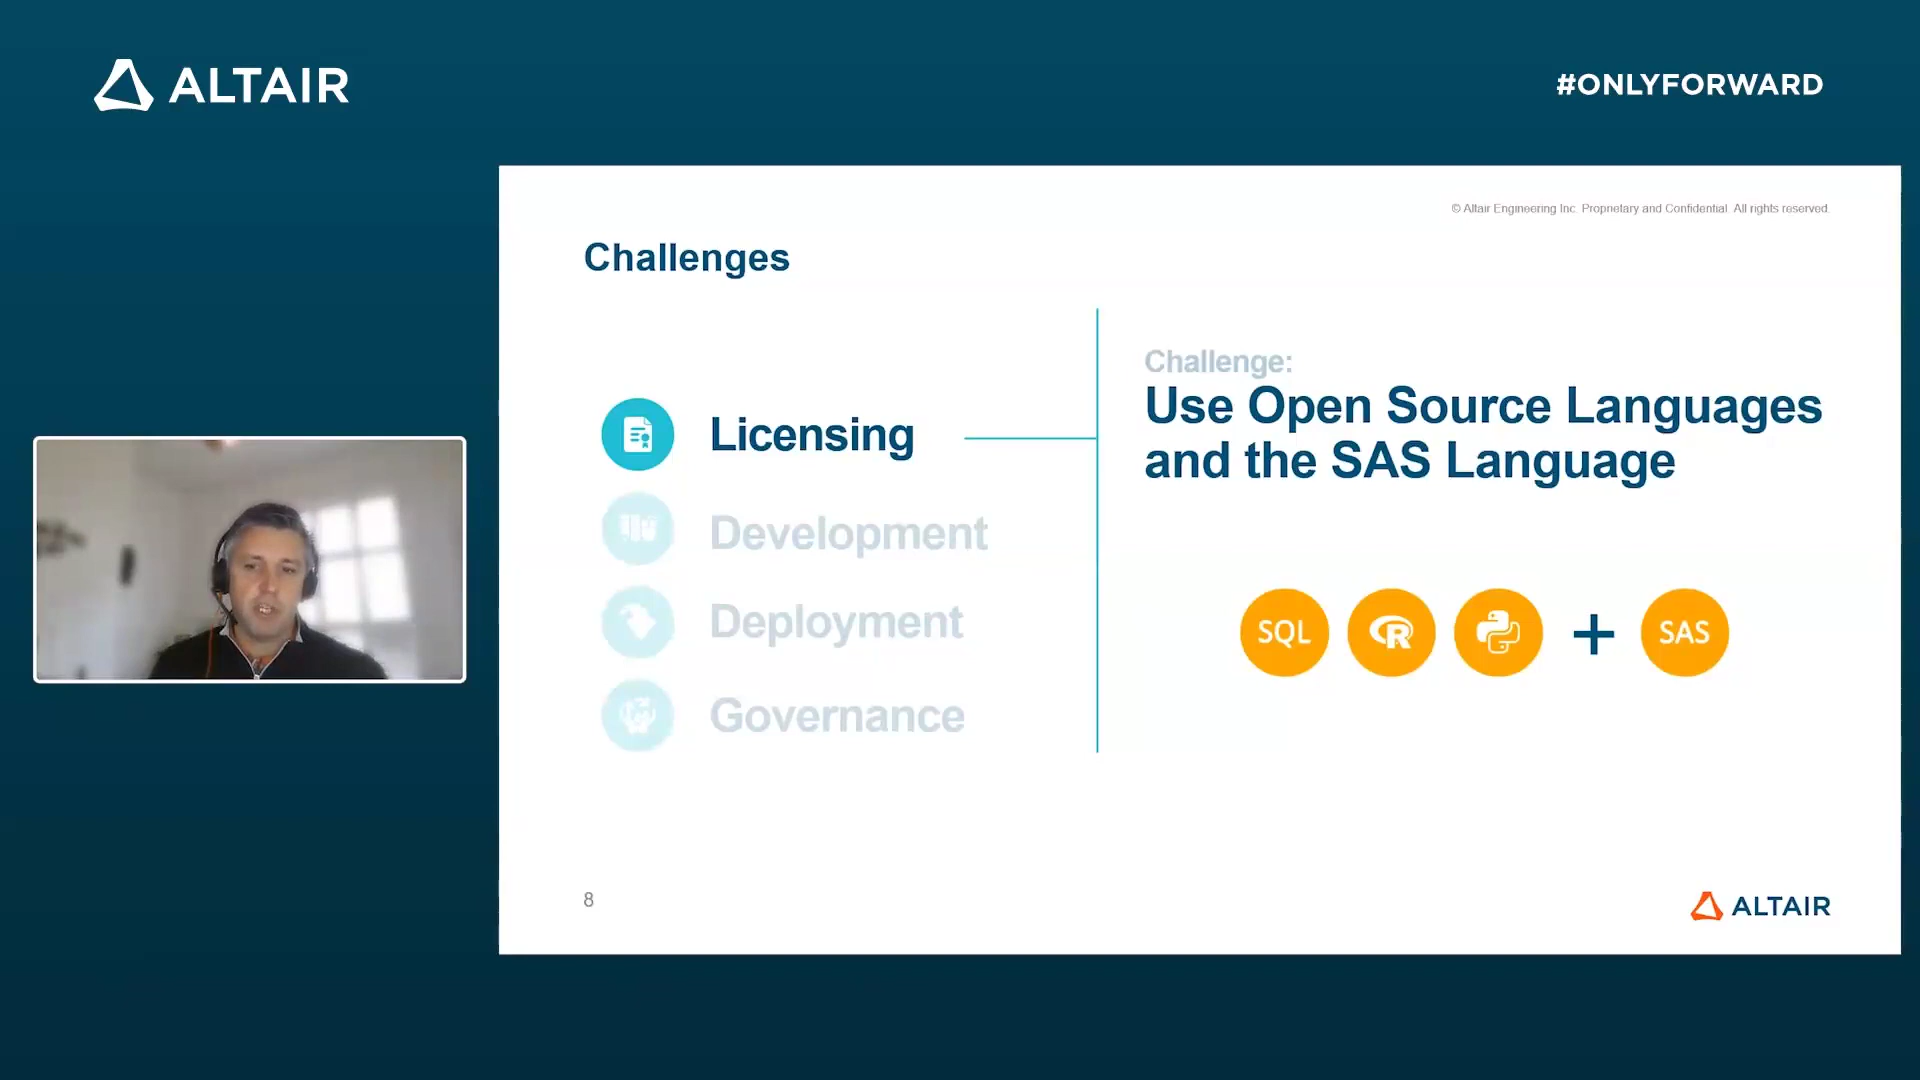 ALTAIR
#ONLYFORWARD
© Altair Engineering Inc. Proprietary and Confidential. All rights reserved.
Challenges
Licensing
Development
Deployment
Governance
Challenge:
Use Open Source Languages
and the SAS Language
SQL R + SAS
8
ALTAIR